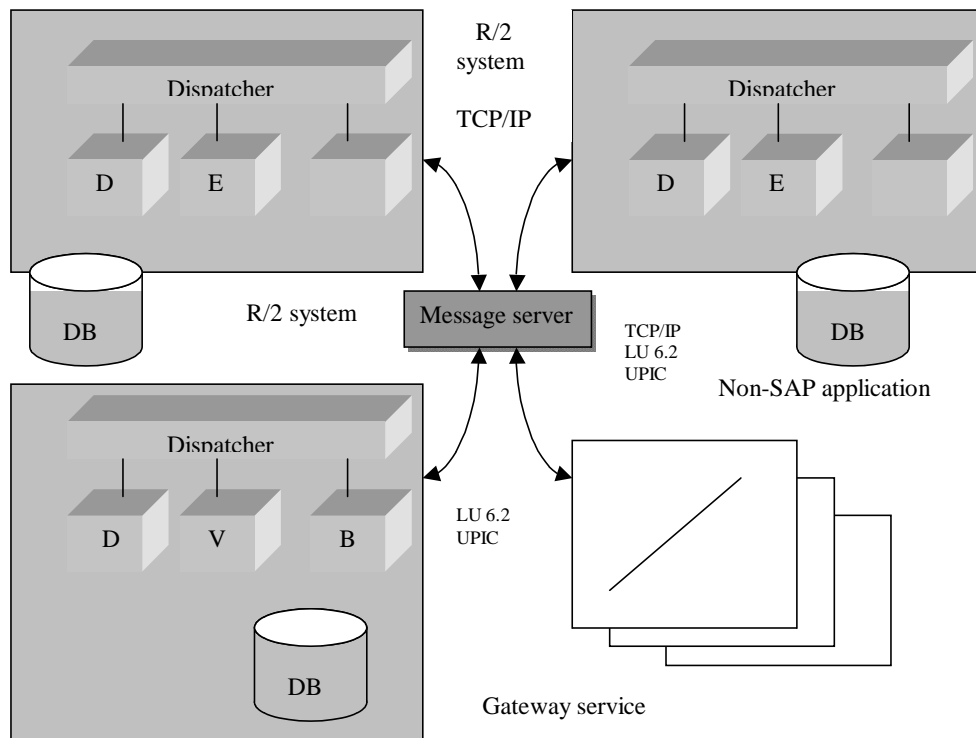 R/2
system
TCP/IP
Dispatcher
D E
DB
Dispatcher
D E
DB
R/2 system
Message server
TCP/IP
LU 6.2
UPIC
Non-SAP application
Dispatcher
D V B
DB
LU 6.2
UPIC
Gateway service